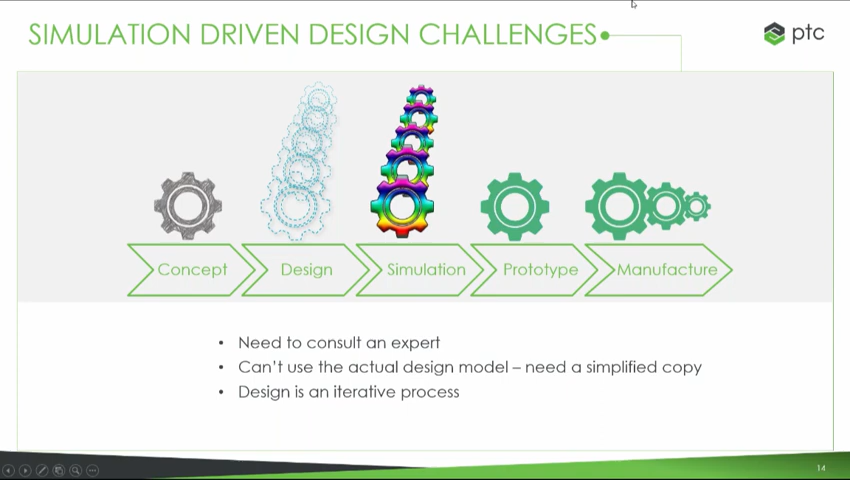 SIMULATION DRIVEN DESIGN CHALLENGES
ptc
Concept
Design
Simulation
Prototype
Manufacture
• Need to consult an expert
• Can't use the actual design model – need a simplified copy
• Design is an iterative process
14